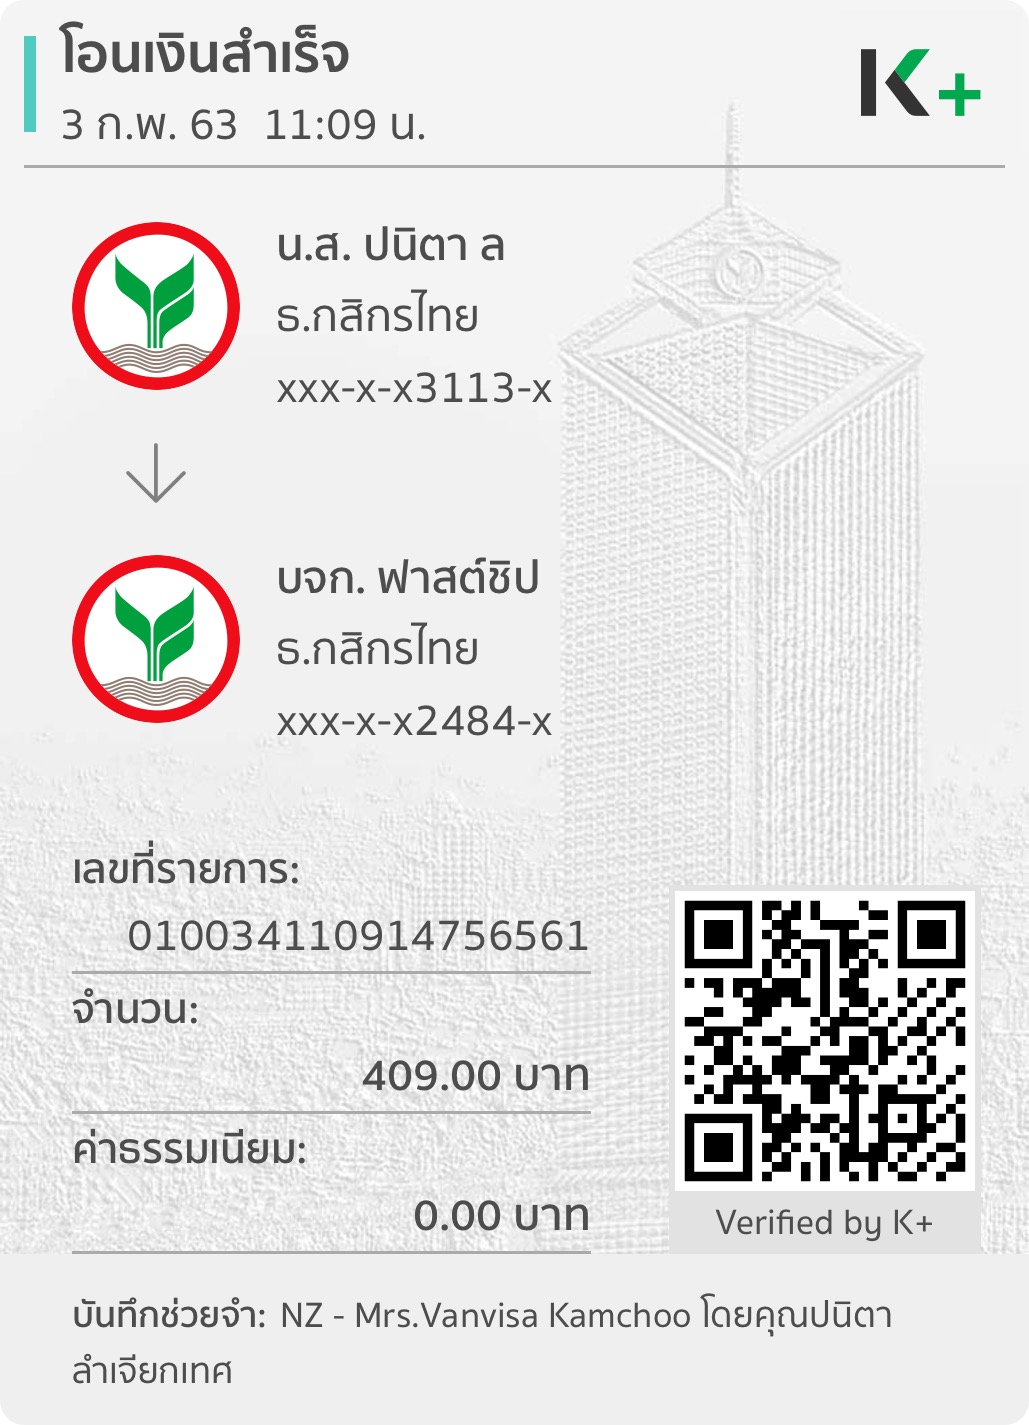 โอนเงินสำเร็จ
3 ก.พ. 63  11:09 น.
K+
น.ส. ปนิตา ล
ธ.กสิกรไทย
xxx-x-x3113-x
บจก. ฟาสต์ชิป
ธ.กสิกรไทย
xxx-x-x2484-x
เลขที่รายการ:
010034110914756561
จำนวน:
409.00 บาท
ค่าธรรมเนียม:
0.00 บาท
Verified by K+
บันทึกช่วยจำ: NZ - Mrs.Vanvisa Kamchoo โดยคุณปนิตา
ลำเจียกเทศ